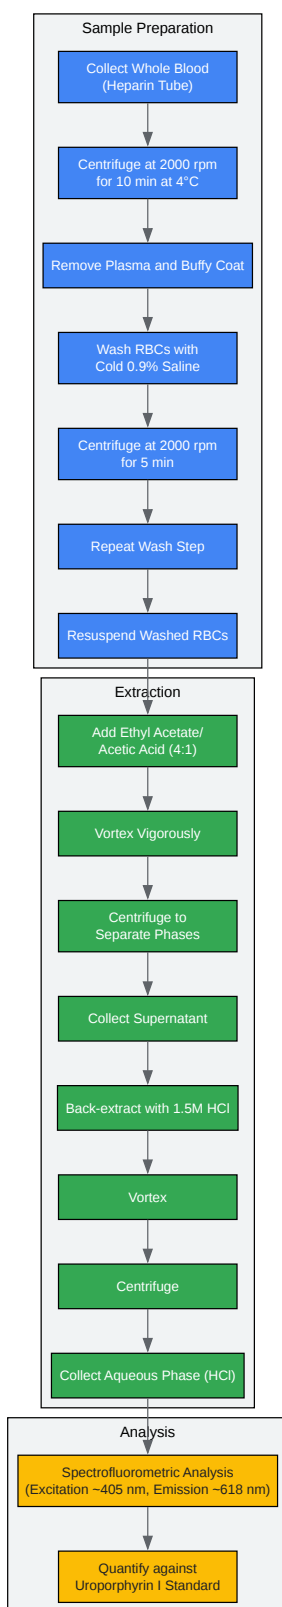 Sample Preparation
Collect Whole Blood
(Heparin Tube)
Centrifuge at 2000 rpm
for 10 min at 4°C
Remove Plasma and Buffy Coat
Wash RBCs with
Cold 0.9% Saline
Centrifuge at 2000 rpm
for 5 min
Repeat Wash Step
Resuspend Washed RBCs
Extraction
Add Ethyl Acetate/
Acetic Acid (4:1)
Vortex Vigorously
Centrifuge to
Separate Phases
Collect Supernatant
Back-extract with 1.5M HCl
Vortex
Centrifuge
Collect Aqueous Phase (HCl)
Analysis
Spectrofluorometric Analysis
(Excitation ~405 nm, Emission ~618 nm)
Quantify against
Uroporphyrin I Standard